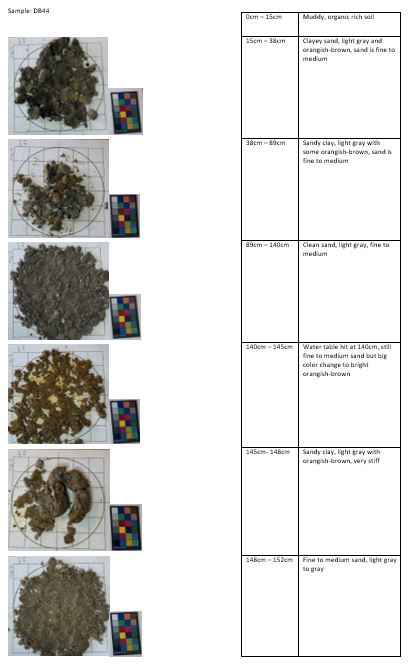 Sample: DB44
0cm – 15cm
Muddy, organic rich soil
15cm – 38cm
Clayey sand, light gray and
orangish-brown, sand is fine to
medium
38cm – 89cm
Sandy clay, light gray with
some orangish-brown, sand is
fine to medium
89cm – 140cm
Clean sand, light gray, fine to
medium
140cm – 145cm
Water table hit at 140cm, still
fine to medium sand but big
color change to bright
orangish-brown
145cm- 148cm
Sandy clay, light gray with
orangish-brown, very stiff
148cm – 152cm
Fine to medium sand, light gray
to gray